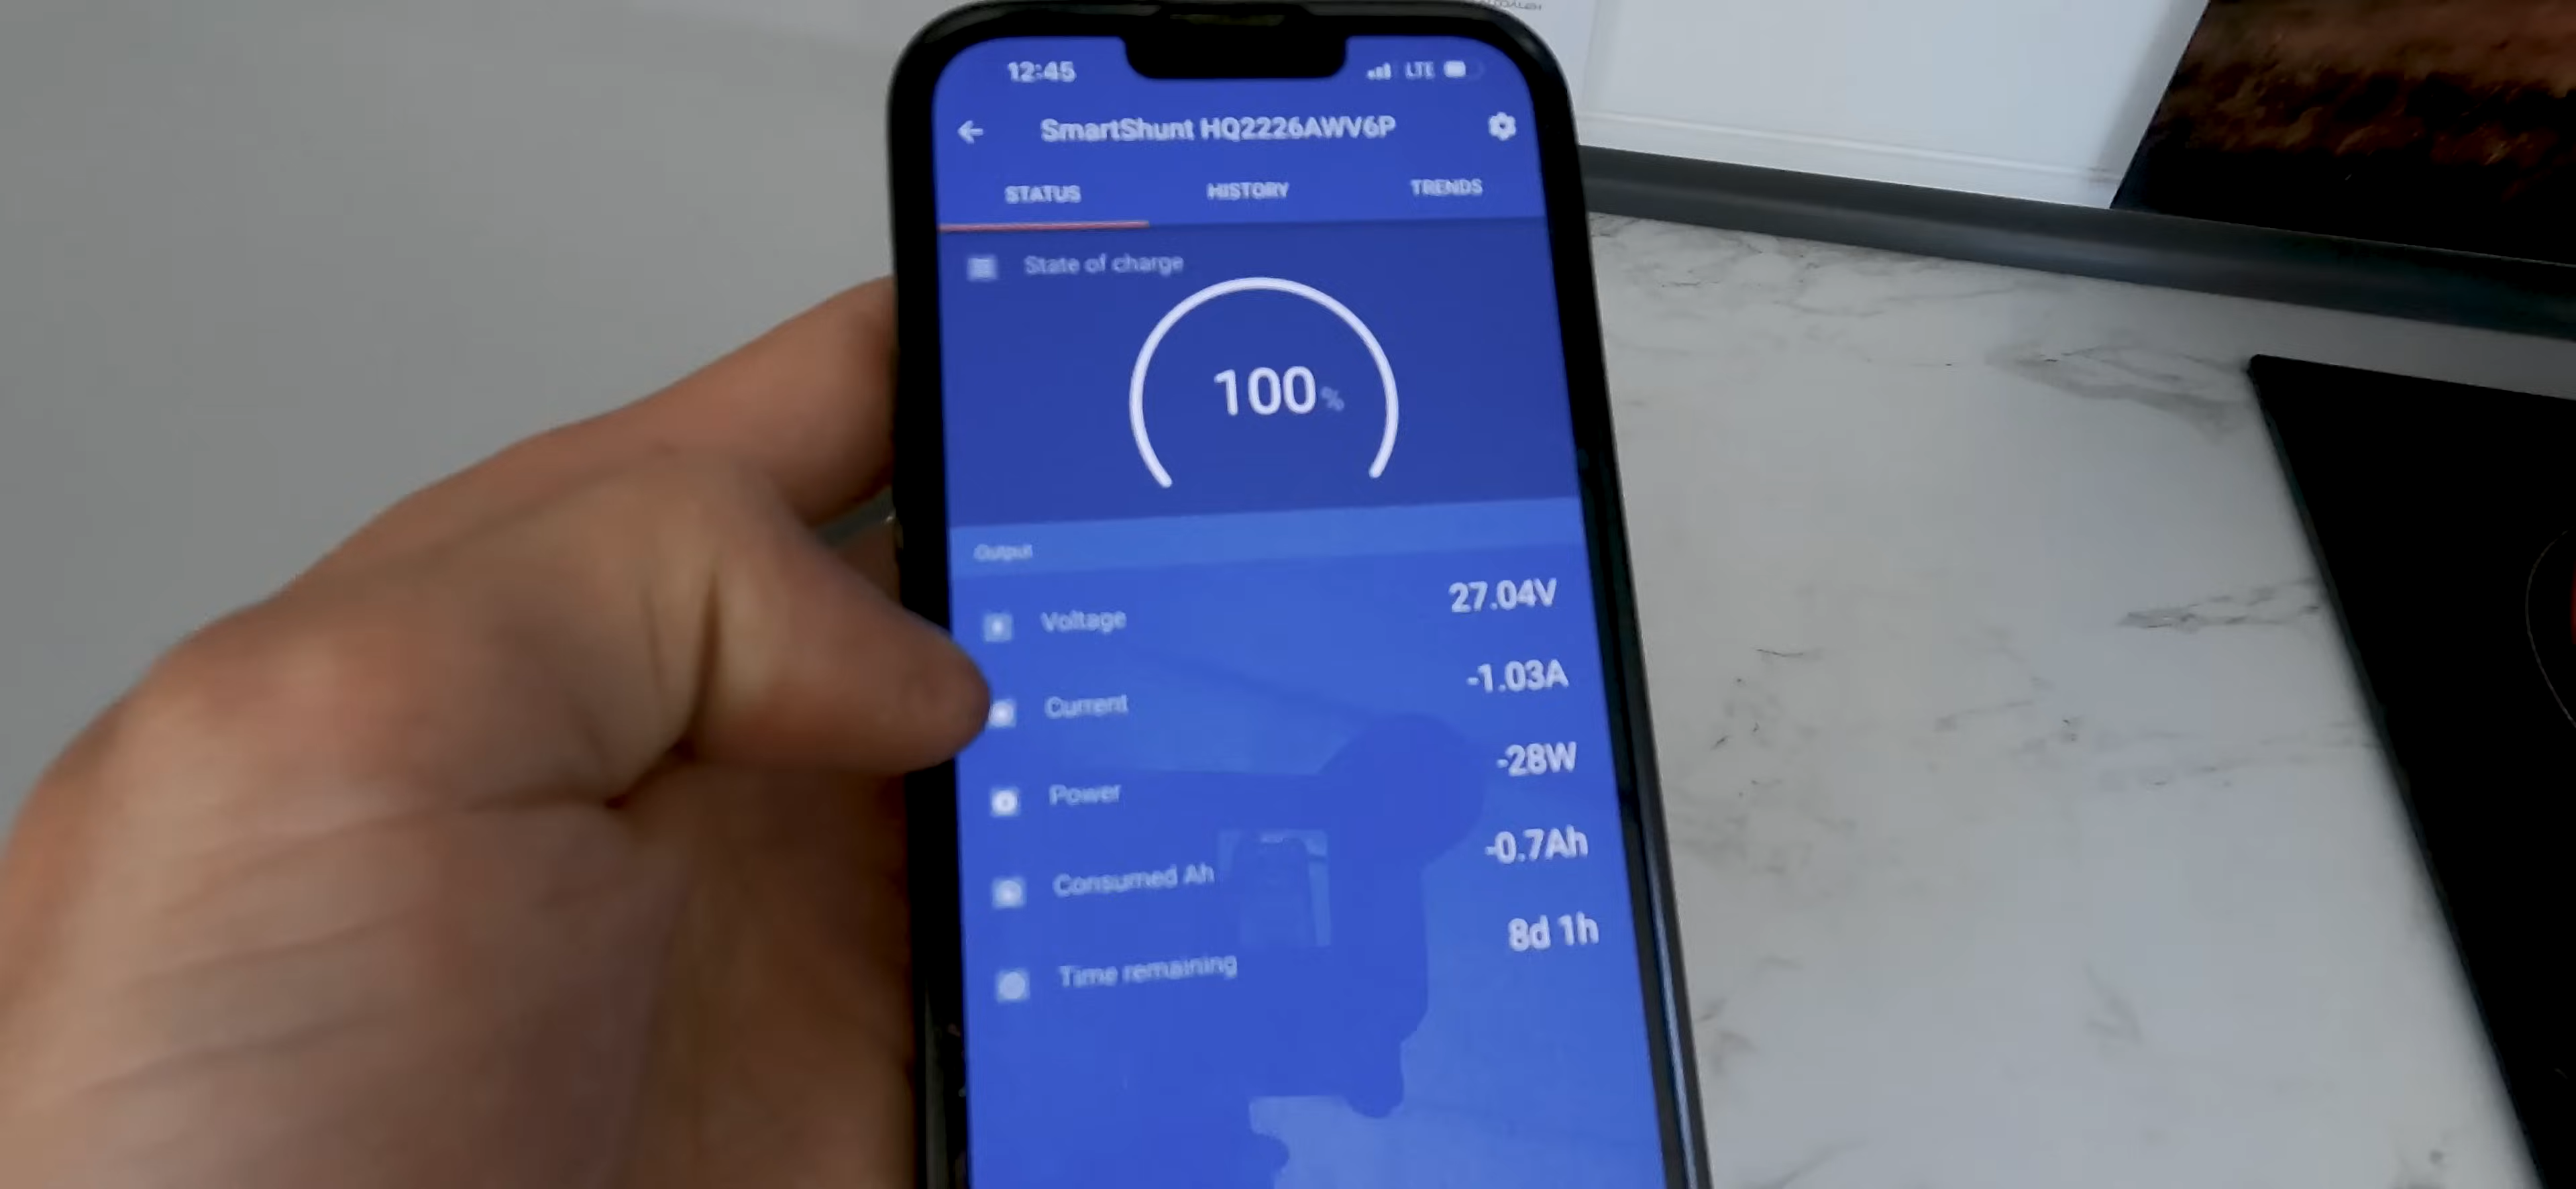 12:45
LTE
SmartShunt HQ2226AWV6P
STATUS
HISTORY
TRENDS
State of charge
100%
Output
Voltage
27.04V
Current
-1.03A
Power
-28W
Consumed Ah
-0.7Ah
Time remaining
8d 1h